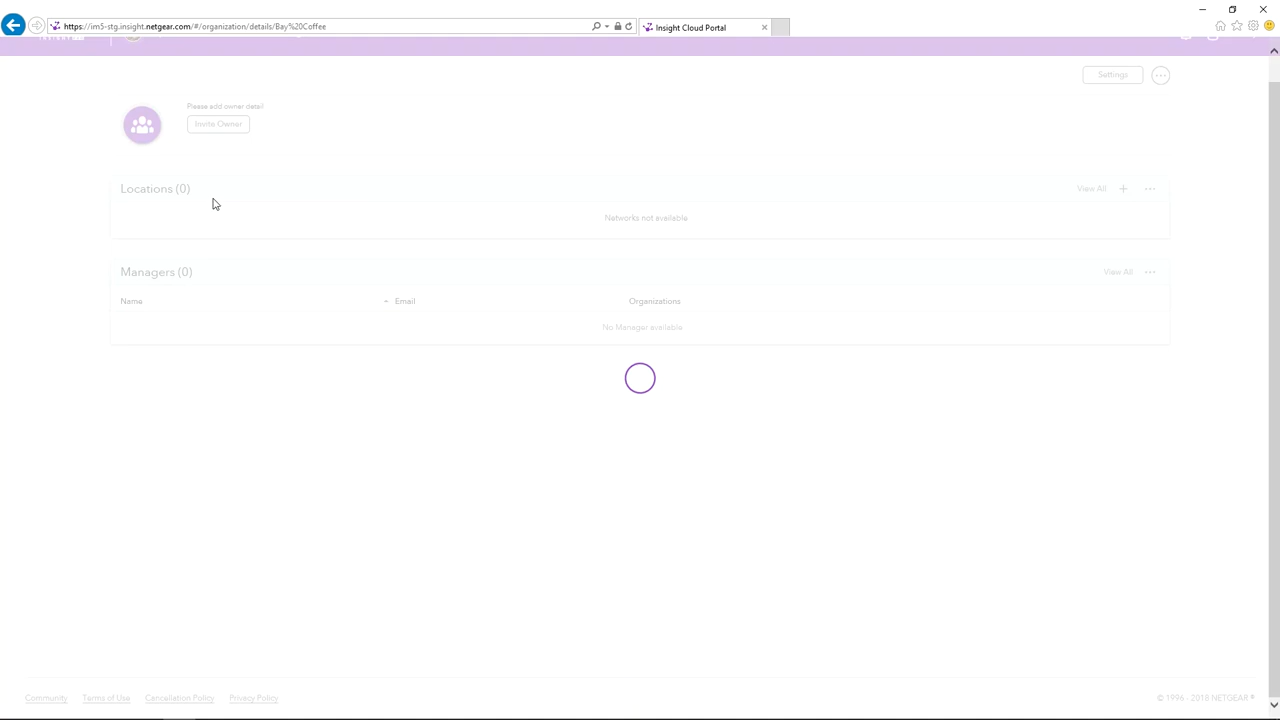 https://im5-stg.insight.netgear.com/#/organization/details/Bay%20Coffee
Insight Cloud Portal
Settings
Please add owner detail
Invite Owner
Locations (0)
View All
Networks not available
Managers (0)
View All
Name
Email
Organizations
No Manager available
Community
Terms of Use
Cancellation Policy
Privacy Policy
© 1996 - 2018 NETGEAR ®